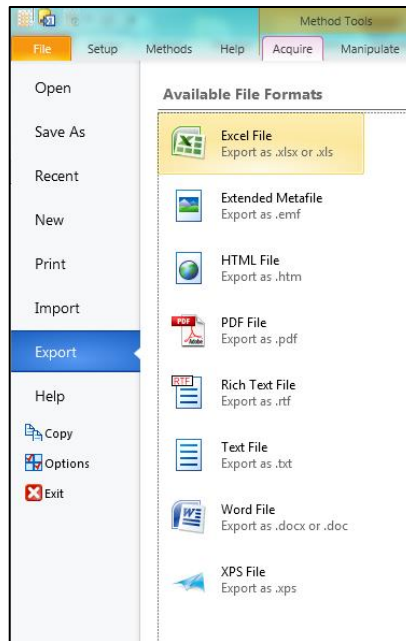 Method Tools
File Setup Methods Help Acquire Manipulate
Open
Save As
Recent
New
Print
Import
Export
Help
Copy
Options
Exit
Available File Formats
Excel File
Export as .xlsx or .xls
Extended Metafile
Export as .emf
HTML File
Export as .htm
PDF File
Export as .pdf
Rich Text File
Export as .rtf
Text File
Export as .txt
Word File
Export as .docx or .doc
XPS File
Export as .xps
PDF
Adobe
RTF